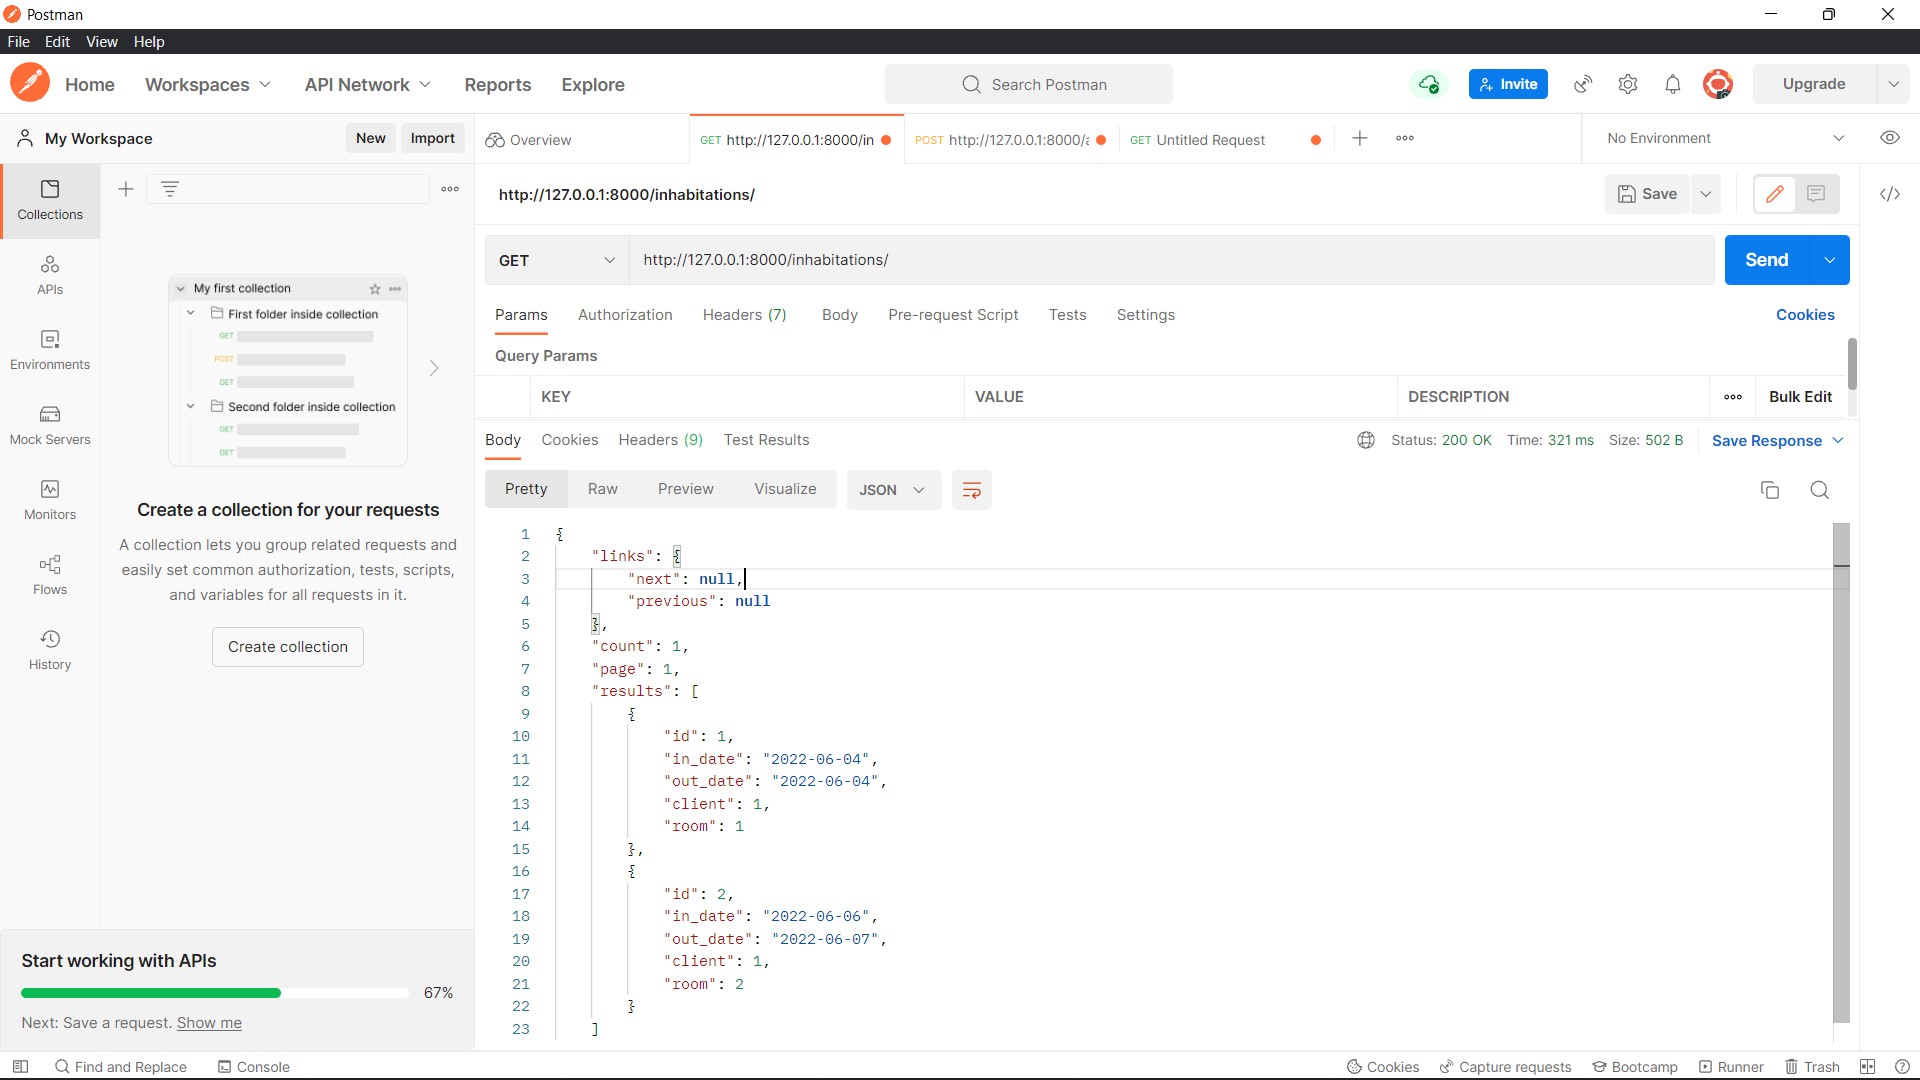 Postman
File Edit View Help
Home Workspaces API Network Reports Explore Search Postman Invite Upgrade
My Workspace New Import Overview GET http://127.0.0.1:8000/in POST http://127.0.0.1:8000/ GET Untitled Request No Environment
Collections
APIs
Environments
Mock Servers
Monitors
Flows
History
My first collection
First folder inside collection
GET
POST
GET
Second folder inside collection
GET
GET
Create a collection for your requests
A collection lets you group related requests and
easily set common authorization, tests, scripts,
and variables for all requests in it.
Create collection
Start working with APIs
67%
Next: Save a request. Show me
http://127.0.0.1:8000/inhabitations/ Save
GET http://127.0.0.1:8000/inhabitations/ Send
Params Authorization Headers (7) Body Pre-request Script Tests Settings Cookies
Query Params
KEY VALUE DESCRIPTION Bulk Edit
Body Cookies Headers (9) Test Results Status: 200 OK Time: 321 ms Size: 502 B Save Response
Pretty Raw Preview Visualize JSON
1 {
2 "links": {
3 "next": null,
4 "previous": null
5 },
6 "count": 1,
7 "page": 1,
8 "results": [
9 {
10 "id": 1,
11 "in_date": "2022-06-04",
12 "out_date": "2022-06-04",
13 "client": 1,
14 "room": 1
15 },
16 {
17 "id": 2,
18 "in_date": "2022-06-06",
19 "out_date": "2022-06-07",
20 "client": 1,
21 "room": 2
22 }
23 ]
Find and Replace Console Cookies Capture requests Bootcamp Runner Trash